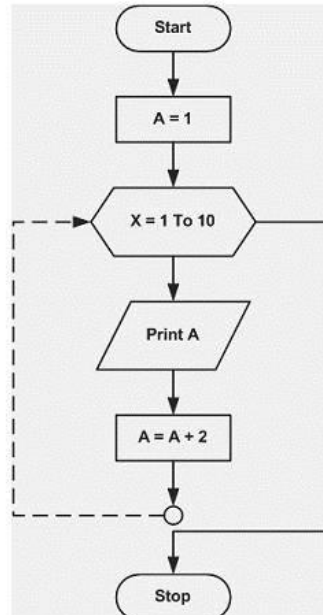 Start
A = 1
X = 1 To 10
Print A
A = A + 2
Stop